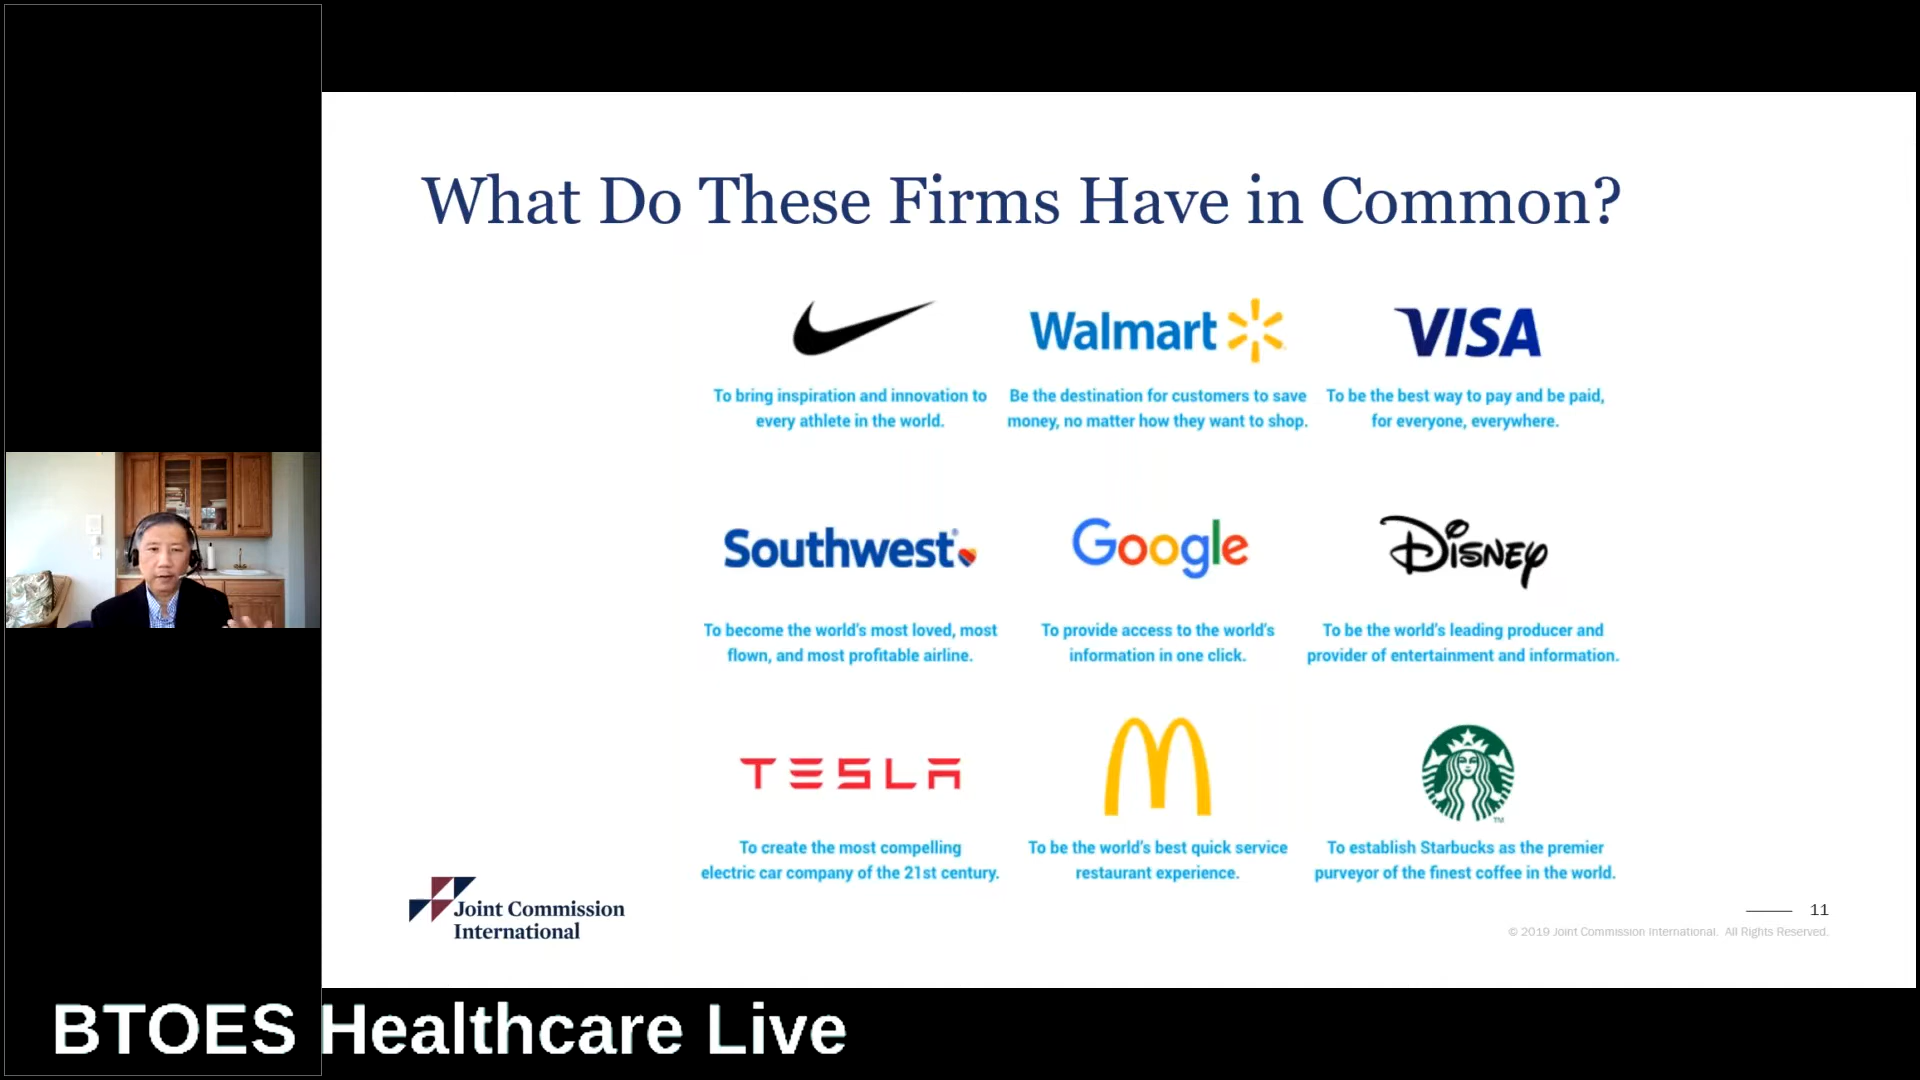 What Do These Firms Have in Common?
Walmart
VISA
To bring inspiration and innovation to
every athlete in the world.
Be the destination for customers to save
money, no matter how they want to shop.
To be the best way to pay and be paid,
for everyone, everywhere.
Southwest®
Google
Disney
To become the world's most loved, most
flown, and most profitable airline.
To provide access to the world's
information in one click.
To be the world's leading producer and
provider of entertainment and information.
TESLA
TM
To create the most compelling
electric car company of the 21st century.
To be the world's best quick service
restaurant experience.
To establish Starbucks as the premier
purveyor of the finest coffee in the world.
Joint Commission
International
11
© 2019 Joint Commission International. All Rights Reserved.
BTOES Healthcare Live